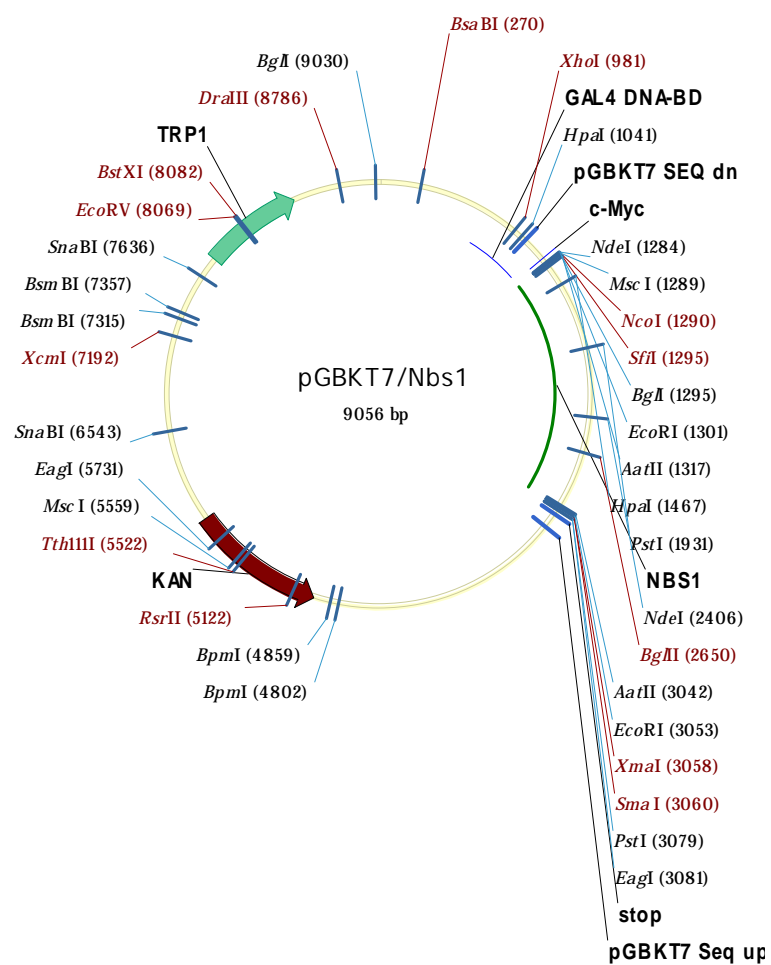 BsaBI (270)
BglI (9030)
XhoI (981)
DraIII (8786)
GAL4 DNA-BD
TRP1
HpaI (1041)
BstXI (8082)
pGBKT7 SEQ dn
EcoRV (8069)
c-Myc
SnaBI (7636)
NdeI (1284)
BsmBI (7357)
MscI (1289)
BsmBI (7315)
NcoI (1290)
XcmI (7192)
SfiI (1295)
pGBKT7/Nbs1
9056 bp
BglI (1295)
SnaBI (6543)
EcoRI (1301)
EagI (5731)
AatII (1317)
MscI (5559)
HpaI (1467)
Tth111I (5522)
PstI (1931)
KAN
NBS1
RsrII (5122)
NdeI (2406)
BpmI (4859)
BglII (2650)
BpmI (4802)
AatII (3042)
EcoRI (3053)
XmaI (3058)
SmaI (3060)
PstI (3079)
EagI (3081)
stop
pGBKT7 Seq up